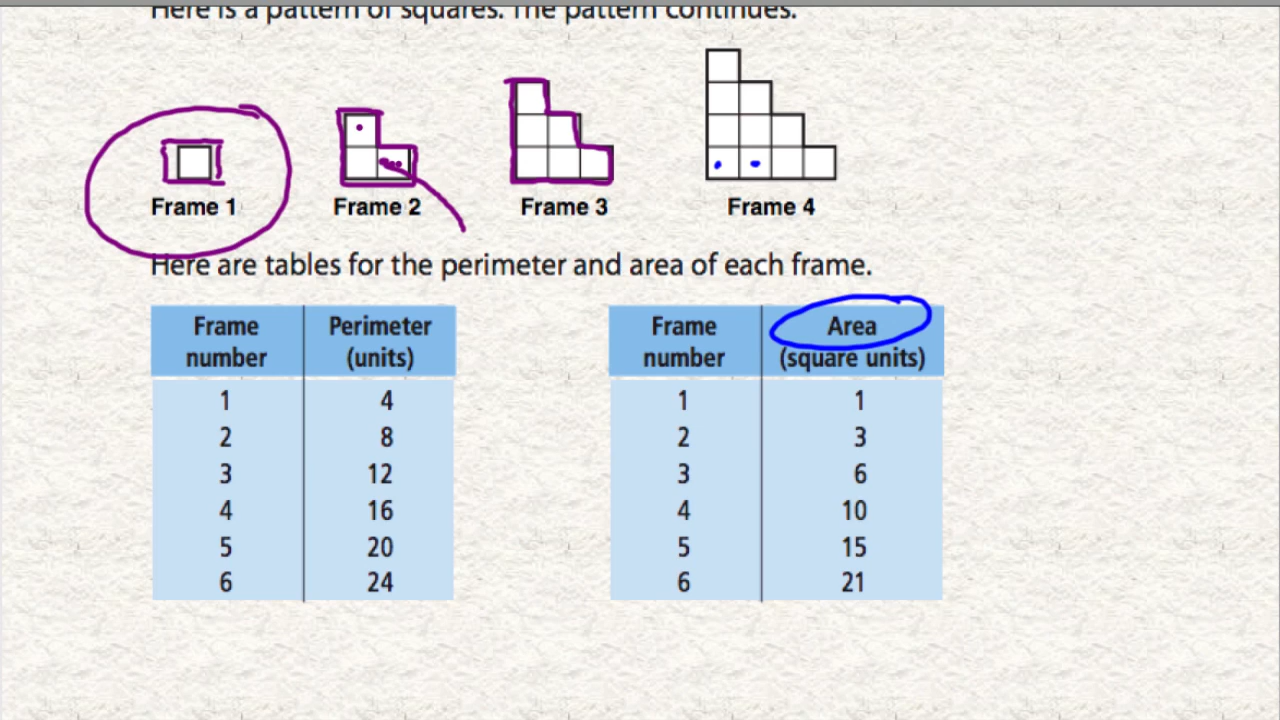 Here is a pattern of squares. The pattern continues.
Frame 1 Frame 2 Frame 3 Frame 4
Here are tables for the perimeter and area of each frame.
Frame number Perimeter (units)
1 4
2 8
3 12
4 16
5 20
6 24
Frame number Area (square units)
1 1
2 3
3 6
4 10
5 15
6 21